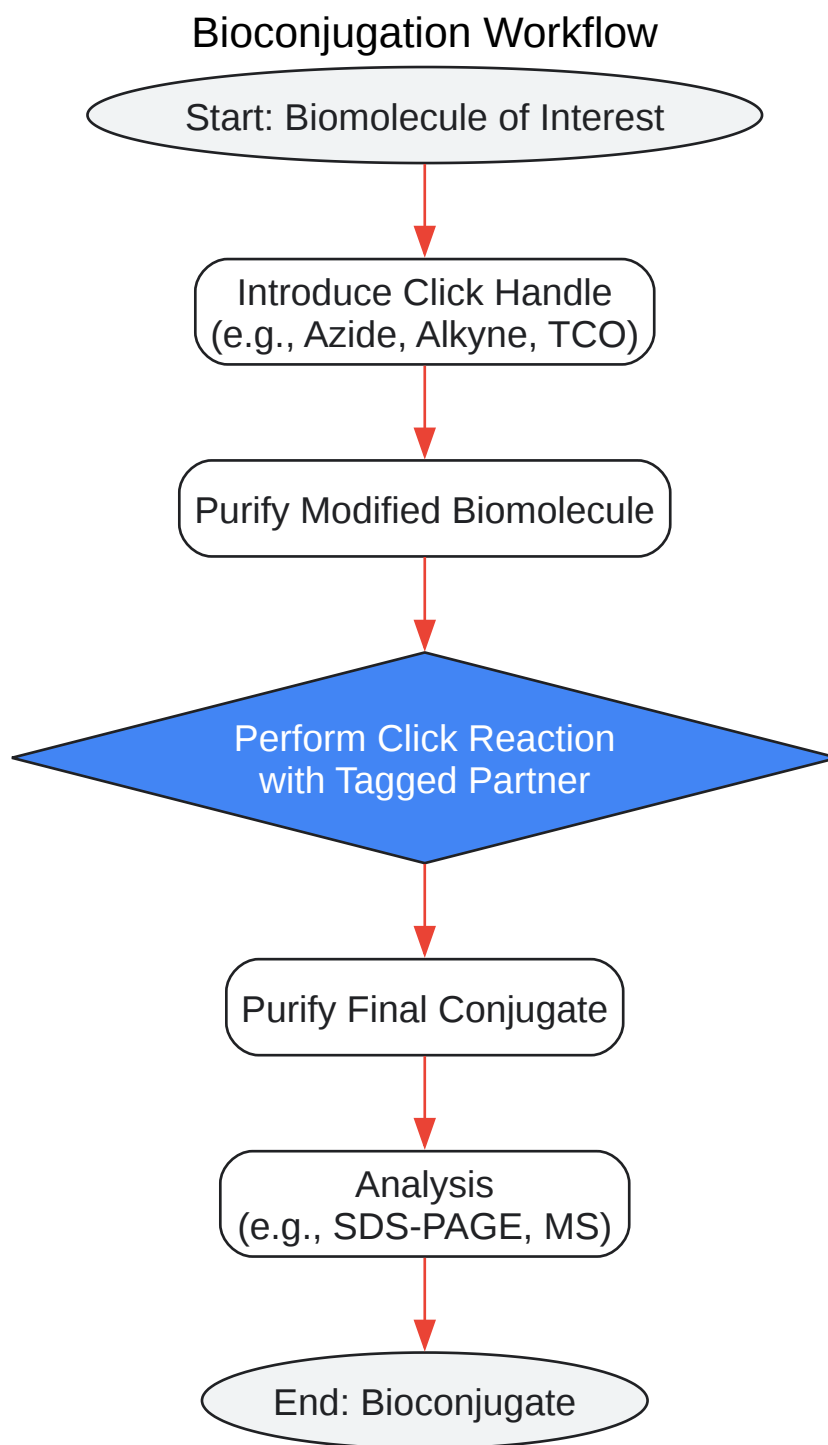 Bioconjugation Workflow
Start: Biomolecule of Interest
Introduce Click Handle
(e.g., Azide, Alkyne, TCO)
Purify Modified Biomolecule
Perform Click Reaction
with Tagged Partner
Purify Final Conjugate
Analysis
(e.g., SDS-PAGE, MS)
End: Bioconjugate